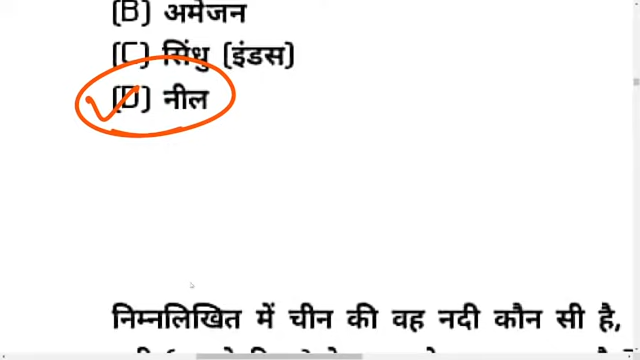 (B) अमेजन
(C) सिंधु (इंडस)
(D) नील
निम्नलिखित में चीन की वह नदी कौन सी है,